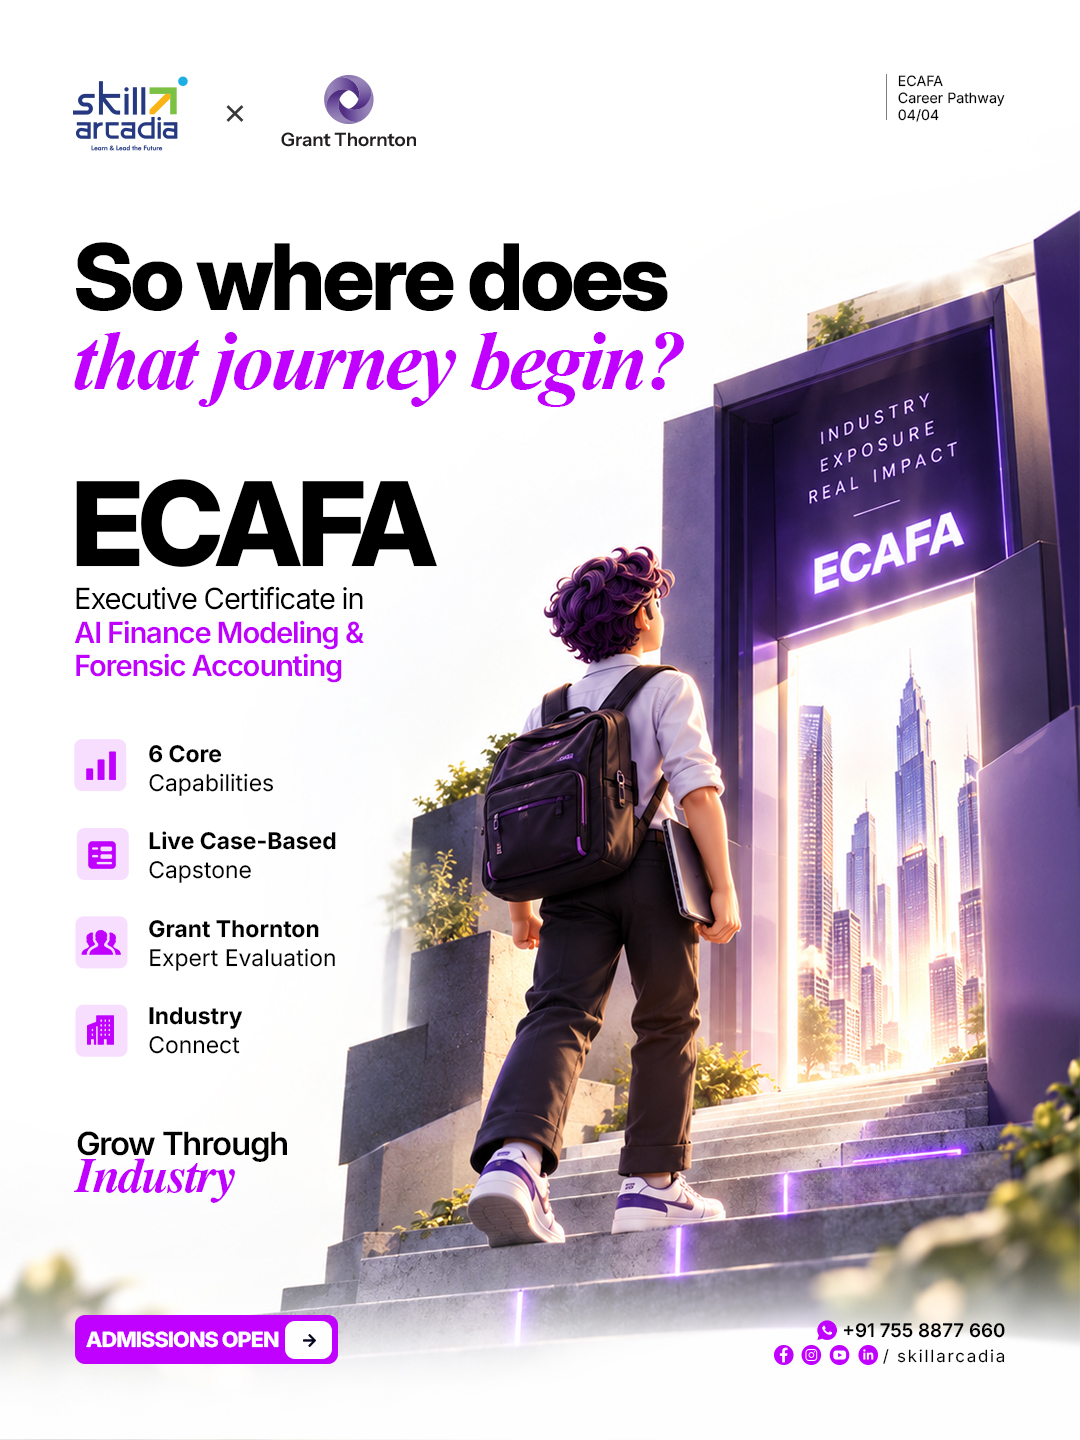 skill
arcadia
Learn & Lead the Future
×
Grant Thornton
ECAFA
Career Pathway
04/04
So where does
that journey begin?
INDUSTRY
EXPOSURE
REAL IMPACT
ECAFA
ECAFA
Executive Certificate in
AI Finance Modeling &
Forensic Accounting
6 Core
Capabilities
Live Case-Based
Capstone
Grant Thornton
Expert Evaluation
Industry
Connect
Grow Through
Industry
ADMISSIONS OPEN
+91 755 8877 660
/ skillarcadia